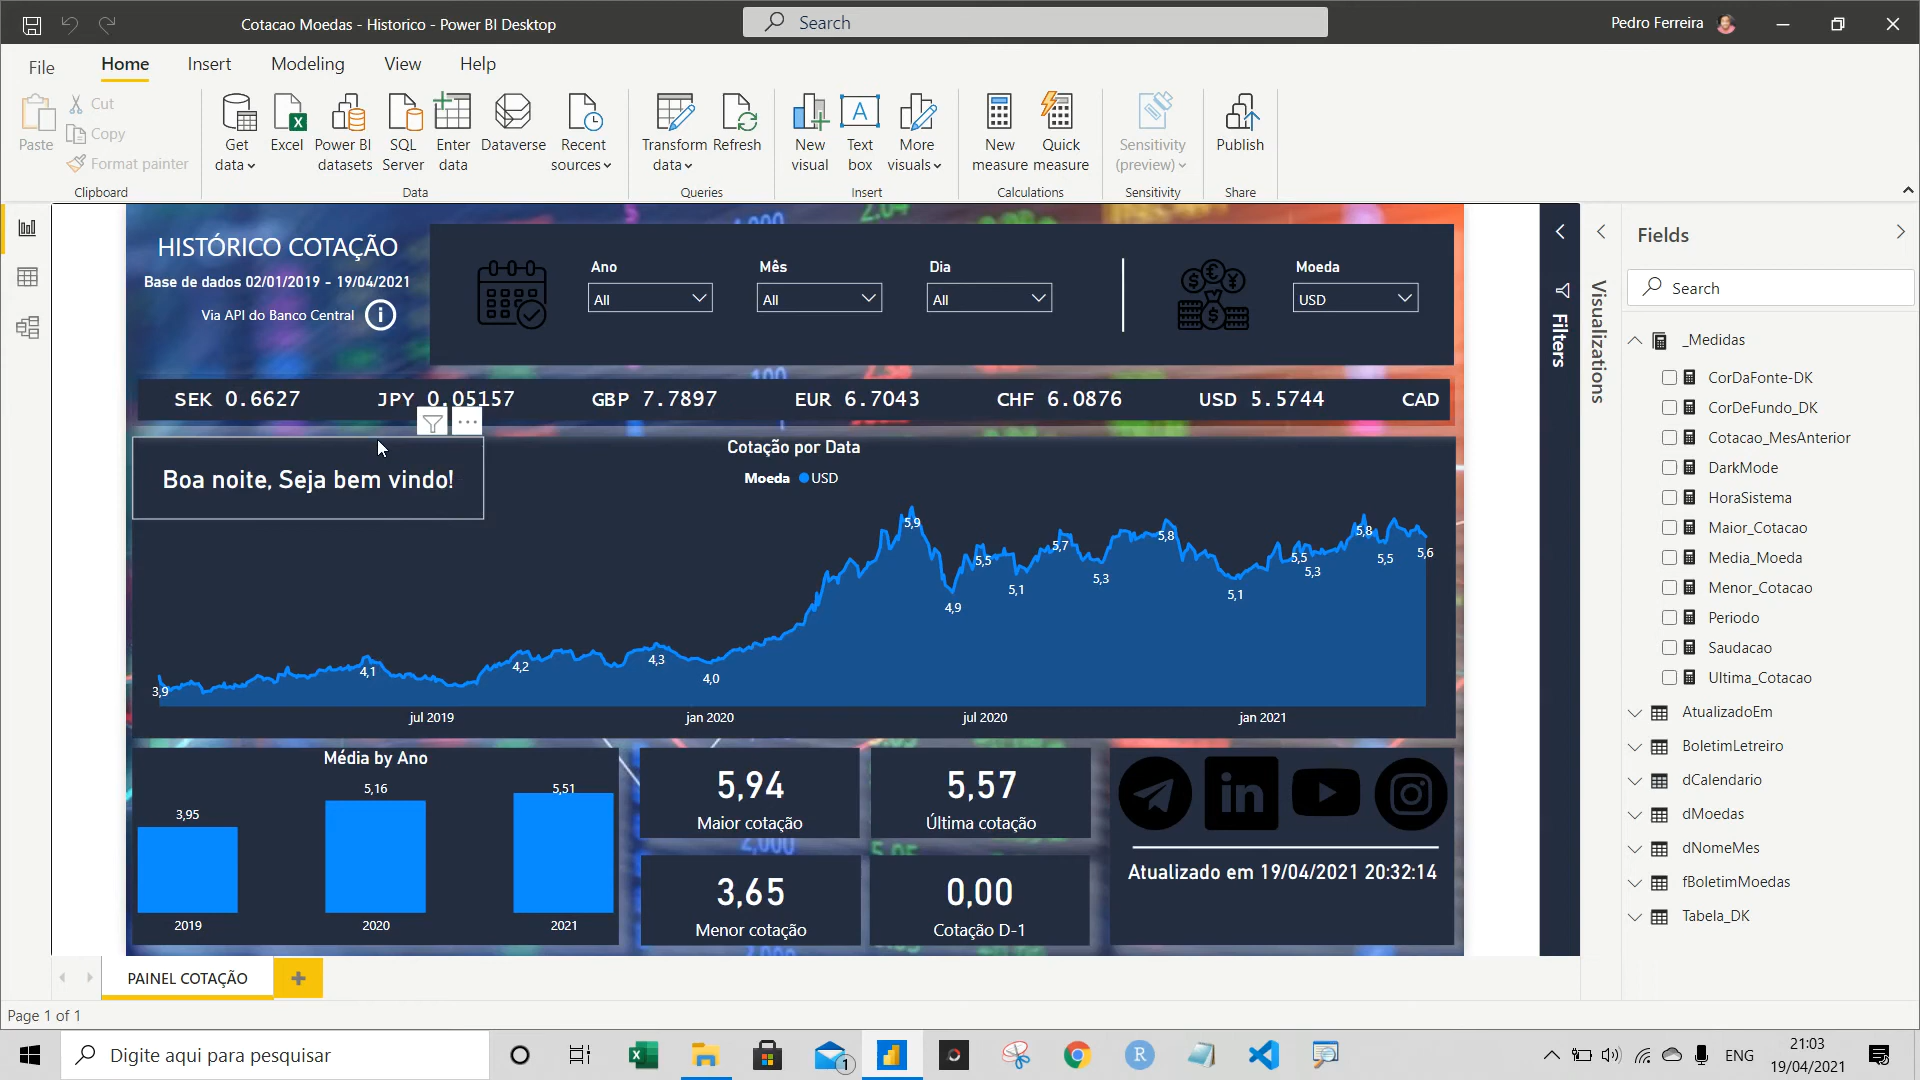 Cotacao Moedas - Historico - Power BI Desktop
Search
Pedro Ferreira
File
Home
Insert
Modeling
View
Help
Paste
Cut
Copy
Format painter
Clipboard
Get data
Excel
Power BI datasets
SQL Server
Enter data
Dataverse
Recent sources
Data
Transform data
Refresh
Queries
New visual
Text box
More visuals
Insert
New measure
Quick measure
Calculations
Sensitivity (preview)
Sensitivity
Publish
Share
HISTÓRICO COTAÇÃO
Base de dados 02/01/2019 - 19/04/2021
Via API do Banco Central
Ano
All
Mês
All
Dia
All
Moeda
USD
SEK 0.6627 JPY 0.05157 GBP 7.7897 EUR 6.7043 CHF 6.0876 USD 5.5744 CAD
Boa noite, Seja bem vindo!
Cotação por Data
Moeda USD
3,9
4,1
4,2
4,3
4,0
5,9
4,9
5,5
5,1
5,7
5,3
5,8
5,1
5,5
5,3
5,8
5,5
5,6
jul 2019
jan 2020
jul 2020
jan 2021
Média by Ano
3,95
5,16
5,51
2019
2020
2021
5,94
Maior cotação
5,57
Última cotação
3,65
Menor cotação
0,00
Cotação D-1
in
Atualizado em 19/04/2021 20:32:14
Filters
Visualizations
Fields
Search
_Medidas
CorDaFonte-DK
CorDeFundo_DK
Cotacao_MesAnterior
DarkMode
HoraSistema
Maior_Cotacao
Media_Moeda
Menor_Cotacao
Periodo
Saudacao
Ultima_Cotacao
AtualizadoEm
BoletimLetreiro
dCalendario
dMoedas
dNomeMes
fBoletimMoedas
Tabela_DK
PAINEL COTAÇÃO
Page 1 of 1
Digite aqui para pesquisar
1
R
ENG
21:03
19/04/2021